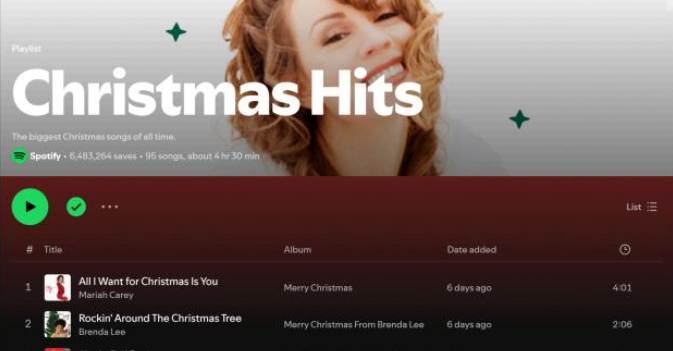 Playlist
Christmas Hits
The biggest Christmas songs of all time.
Spotify • 6,483,264 saves • 95 songs, about 4 hr 30 min
List
# Title Album Date added
1 All I Want for Christmas Is You Merry Christmas 6 days ago 4:01
Mariah Carey
2 Rockin' Around The Christmas Tree Merry Christmas From Brenda Lee 6 days ago 2:06
Brenda Lee